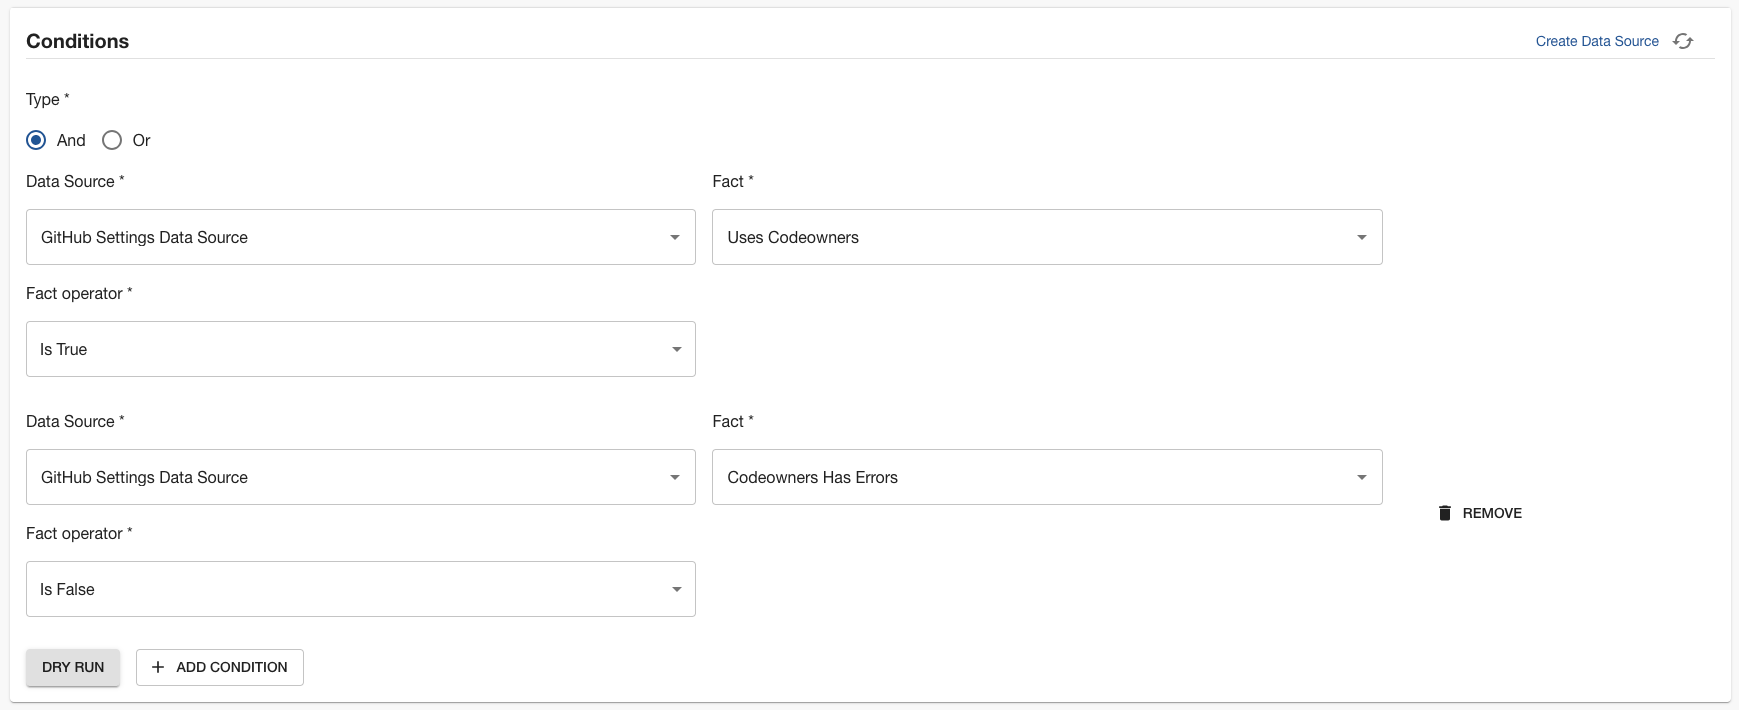 Conditions
Create Data Source
Type *
And
Or
Data Source *
Fact *
GitHub Settings Data Source
Uses Codeowners
Fact operator *
Is True
Data Source *
Fact *
GitHub Settings Data Source
Codeowners Has Errors
REMOVE
Fact operator *
Is False
DRY RUN
ADD CONDITION